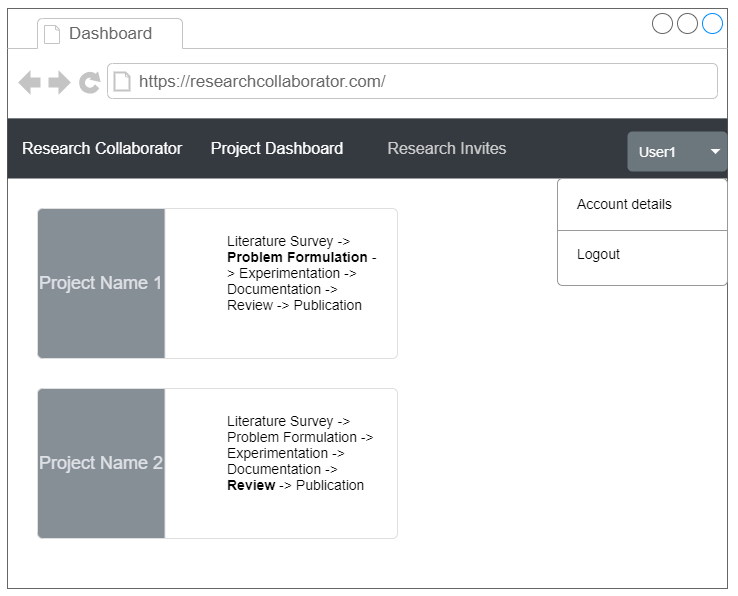 Dashboard
https://researchcollaborator.com/
Research Collaborator Project Dashboard Research Invites User1
Account details
Logout
Project Name 1
Literature Survey ->
Problem Formulation -
> Experimentation ->
Documentation ->
Review -> Publication
Project Name 2
Literature Survey ->
Problem Formulation ->
Experimentation ->
Documentation ->
Review -> Publication